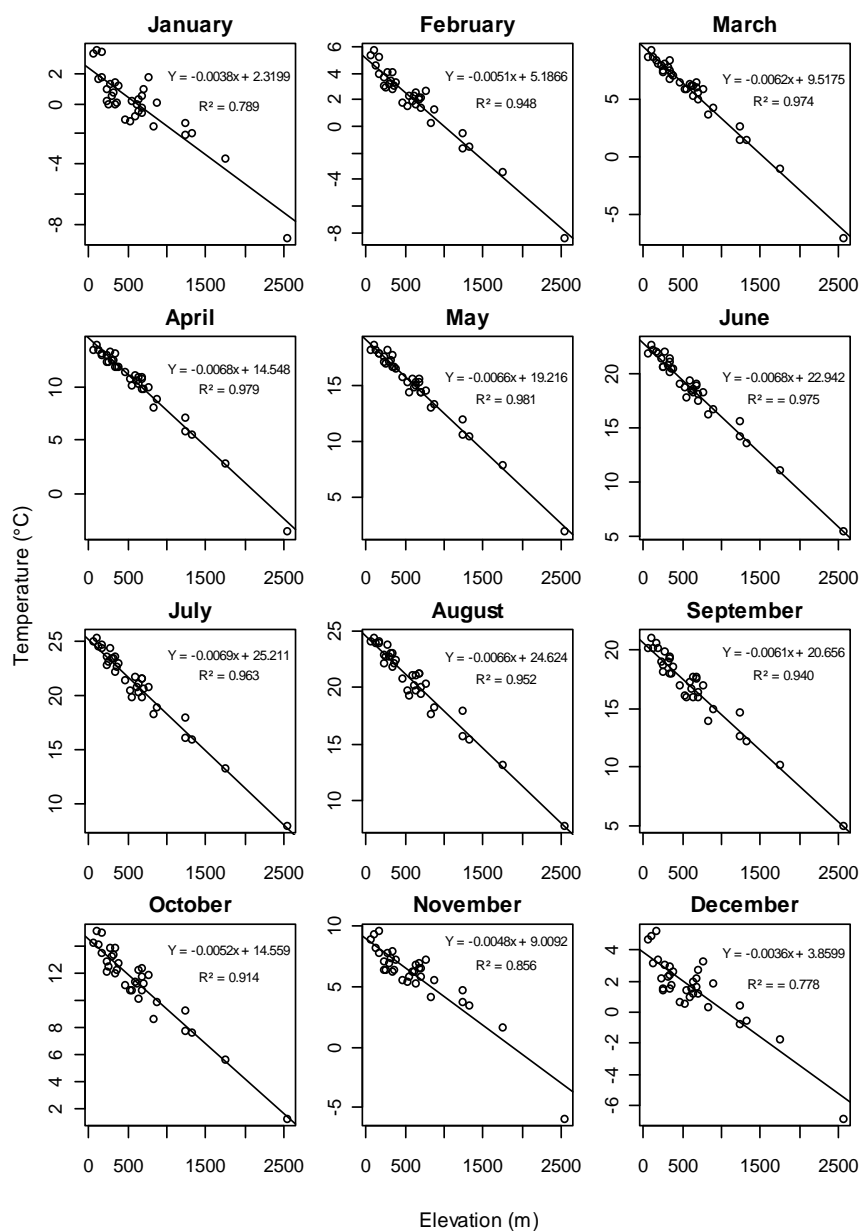 January
Y = -0.0038x + 2.3199
R² = 0.789
2
0
-4
-8
0 500 1500 2500
February
Y = -0.0051x + 5.1866
R² = 0.948
6
4
2
0
-4
-8
0 500 1500 2500
March
Y = -0.0062x + 9.5175
R² = 0.974
5
0
-5
0 500 1500 2500
April
Y = -0.0068x + 14.548
R² = 0.979
10
5
0
0 500 1500 2500
May
Y = -0.0066x + 19.216
R² = 0.981
15
10
5
0 500 1500 2500
June
Y = -0.0068x + 22.942
R² = = 0.975
20
15
10
5
0 500 1500 2500
Temperature (°C)
July
Y = -0.0069x + 25.211
R² = 0.963
25
20
15
10
0 500 1500 2500
August
Y = -0.0066x + 24.624
R² = 0.952
25
20
15
10
0 500 1500 2500
September
Y = -0.0061x + 20.656
R² = 0.940
20
15
10
5
0 500 1500 2500
October
Y = -0.0052x + 14.559
R² = 0.914
12
10
8
6
4
2
0 500 1500 2500
November
Y = -0.0048x + 9.0092
R² = 0.856
10
5
0
-5
0 500 1500 2500
December
Y = -0.0036x + 3.8599
R² = = 0.778
4
2
0
-2
-4
-6
0 500 1500 2500
Elevation (m)